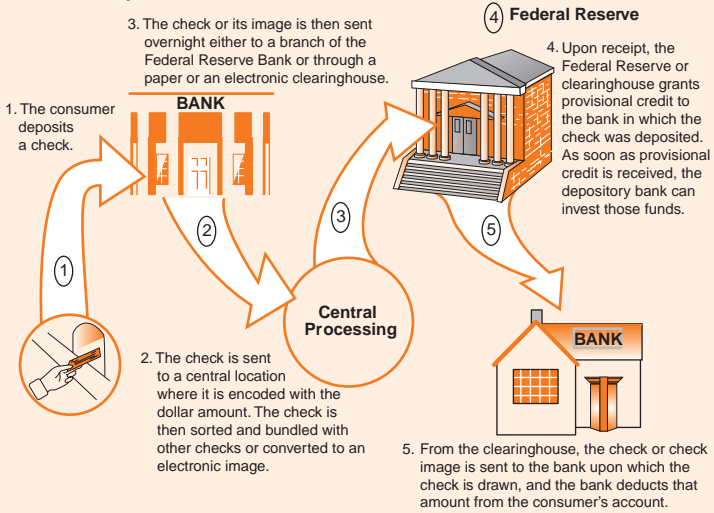 1. The consumer
deposits
a check.
BANK
1
2
2. The check is sent
to a central location
where it is encoded with the
dollar amount. The check is
then sorted and bundled with
other checks or converted to an
electronic image.
Central
Processing
3. The check or its image is then sent
overnight either to a branch of the
Federal Reserve Bank or through a
paper or an electronic clearinghouse.
3
4 Federal Reserve
4. Upon receipt, the
Federal Reserve or
clearinghouse grants
provisional credit to
the bank in which the
check was deposited.
As soon as provisional
credit is received, the
depository bank can
invest those funds.
5
BANK
5. From the clearinghouse, the check or check
image is sent to the bank upon which the
check is drawn, and the bank deducts that
amount from the consumer's account.